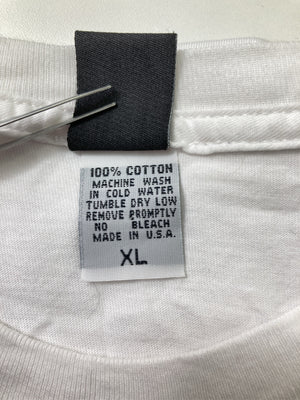 100% COTTON
MACHINE WASH
IN COLD WATER
TUMBLE DRY LOW
REMOVE PROMPTLY
NO BLEACH
MADE IN U.S.A.
XL